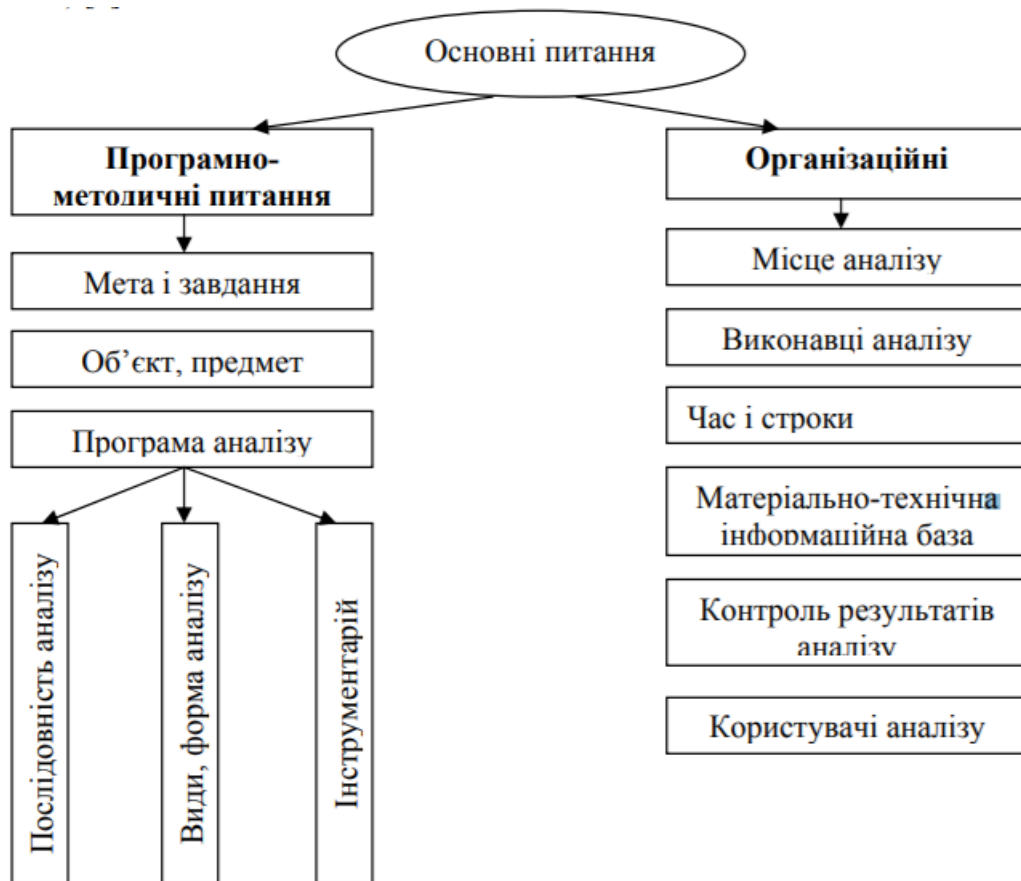 Основні питання
Програмно-
методичні питання
Мета і завдання
Об’єкт, предмет
Програма аналізу
Послідовність аналізу
Види, форма аналізу
Інструментарій
Організаційні
Місце аналізу
Виконавці аналізу
Час і строки
Матеріально-технічна
інформаційна база
Контроль результатів
аналізу
Користувачі аналізу